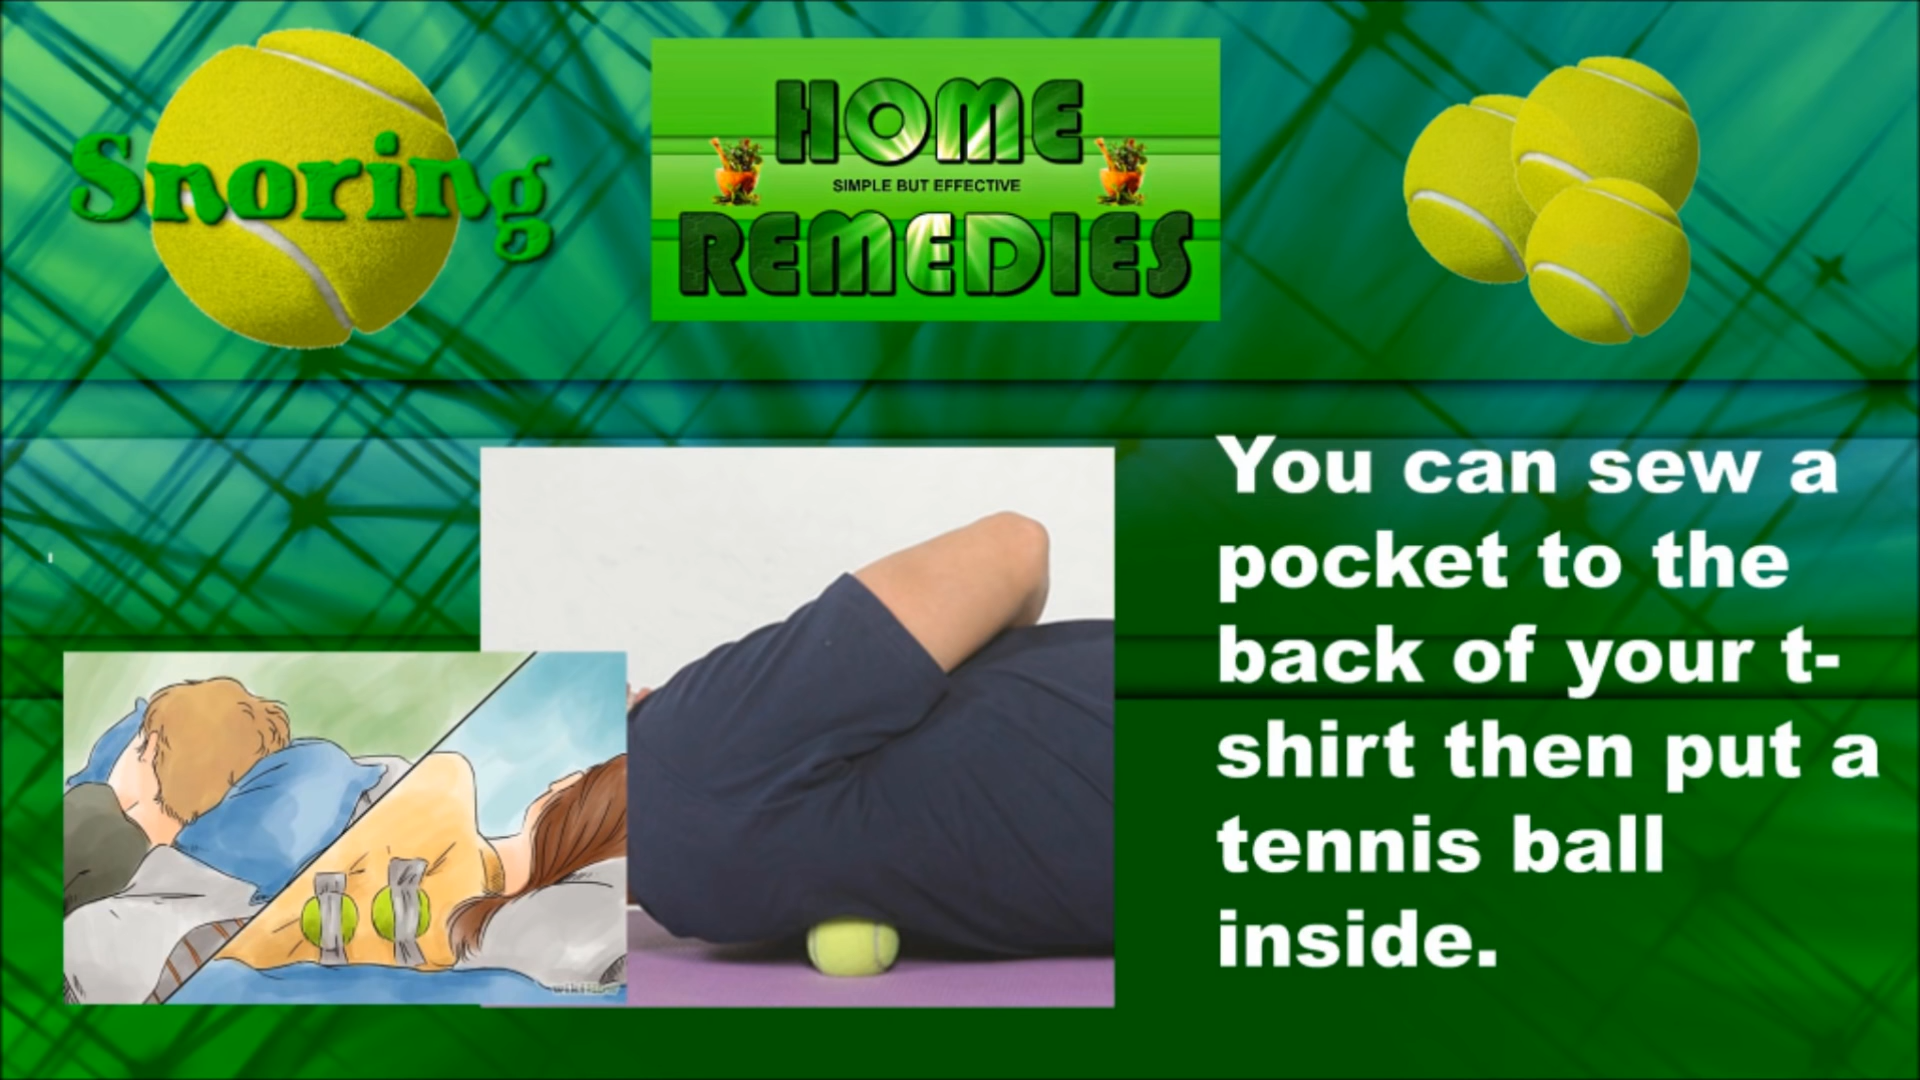 Snoring
HOME
SIMPLE BUT EFFECTIVE
REMEDIES
You can sew a
pocket to the
back of your t-
shirt then put a
tennis ball
inside.
wikiHow